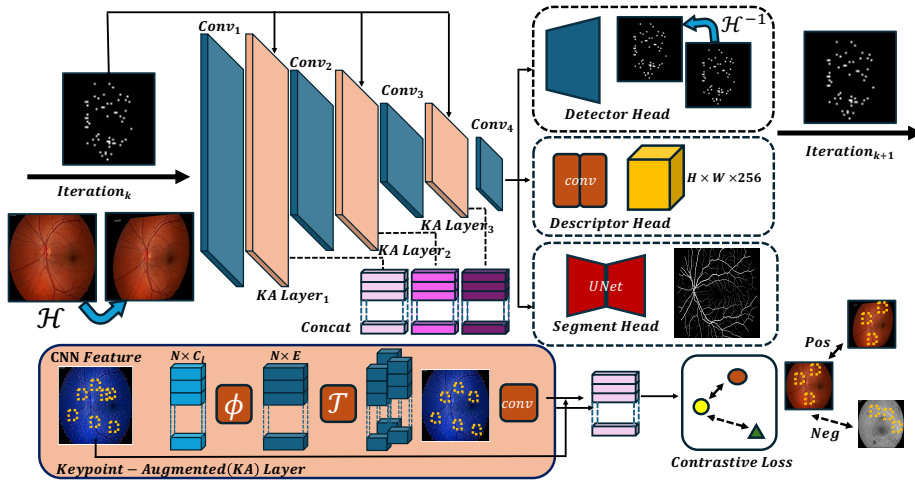 Conv₁
Conv₂
Conv₃
Conv₄
ℋ⁻¹
Detector Head
Iterationₖ
Iterationₖ₊₁
conv
H × W ×256
Descriptor Head
KA Layer₃
KA Layer₂
KA Layer₁
ℋ
Concat
UNet
Segment Head
CNN Feature
N × C_l
N × E
ϕ
𝒯
conv
Keypoint − Augmented(KA) Layer
Contrastive Loss
Pos
Neg